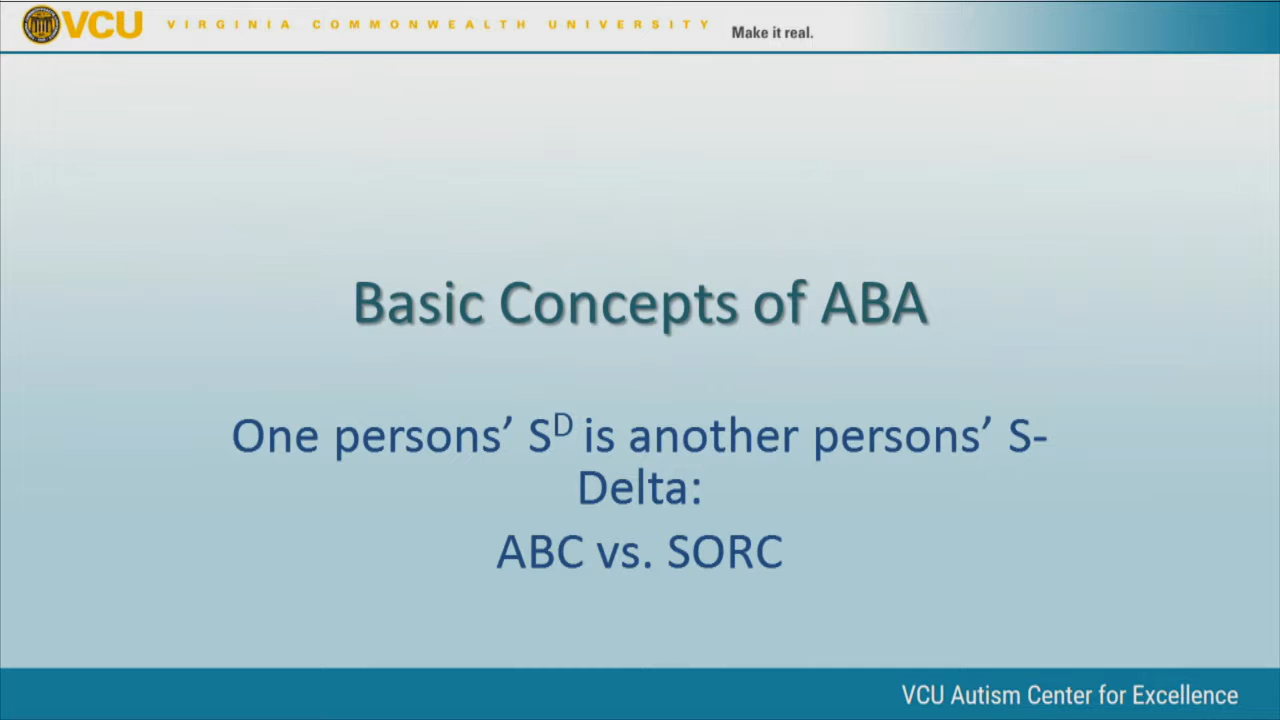 VCU VIRGINIA COMMONWEALTH UNIVERSITY Make it real.
Basic Concepts of ABA
One persons’ S^D is another persons’ S-
Delta:
ABC vs. SORC
VCU Autism Center for Excellence